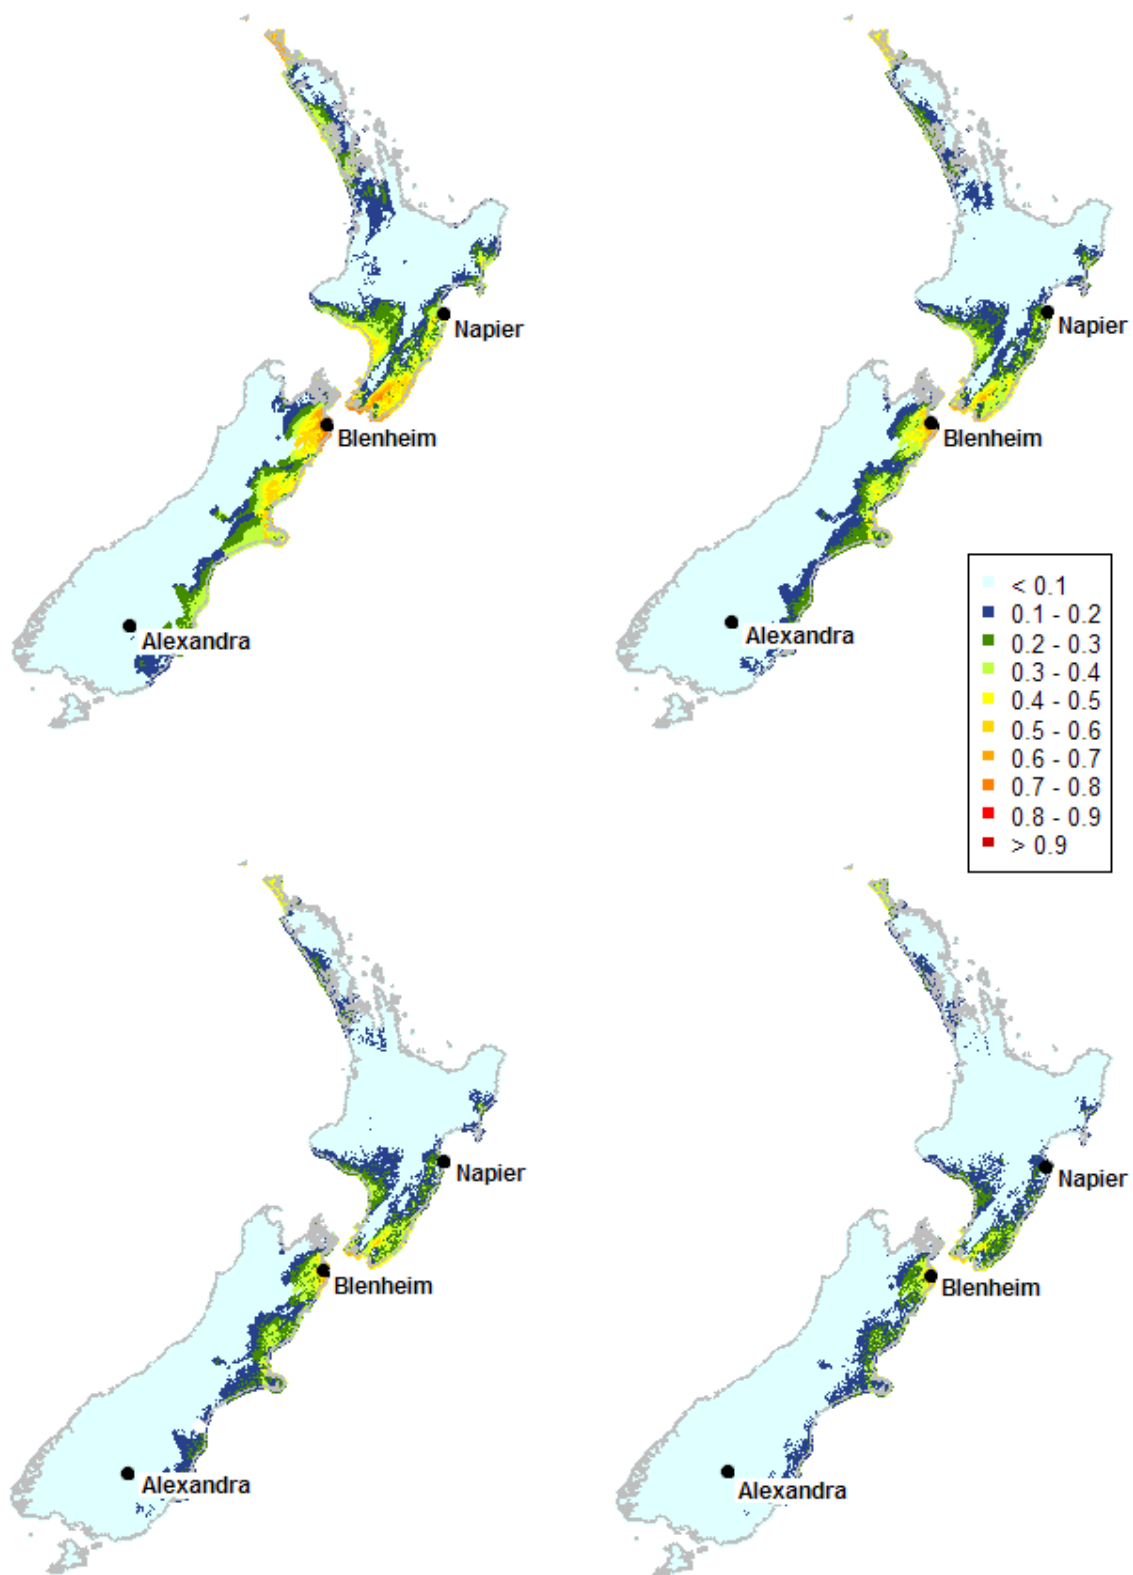 Napier
Blenheim
Alexandra
Napier
Blenheim
Alexandra
< 0.1
0.1 - 0.2
0.2 - 0.3
0.3 - 0.4
0.4 - 0.5
0.5 - 0.6
0.6 - 0.7
0.7 - 0.8
0.8 - 0.9
> 0.9
Napier
Blenheim
Alexandra
Napier
Blenheim
Alexandra